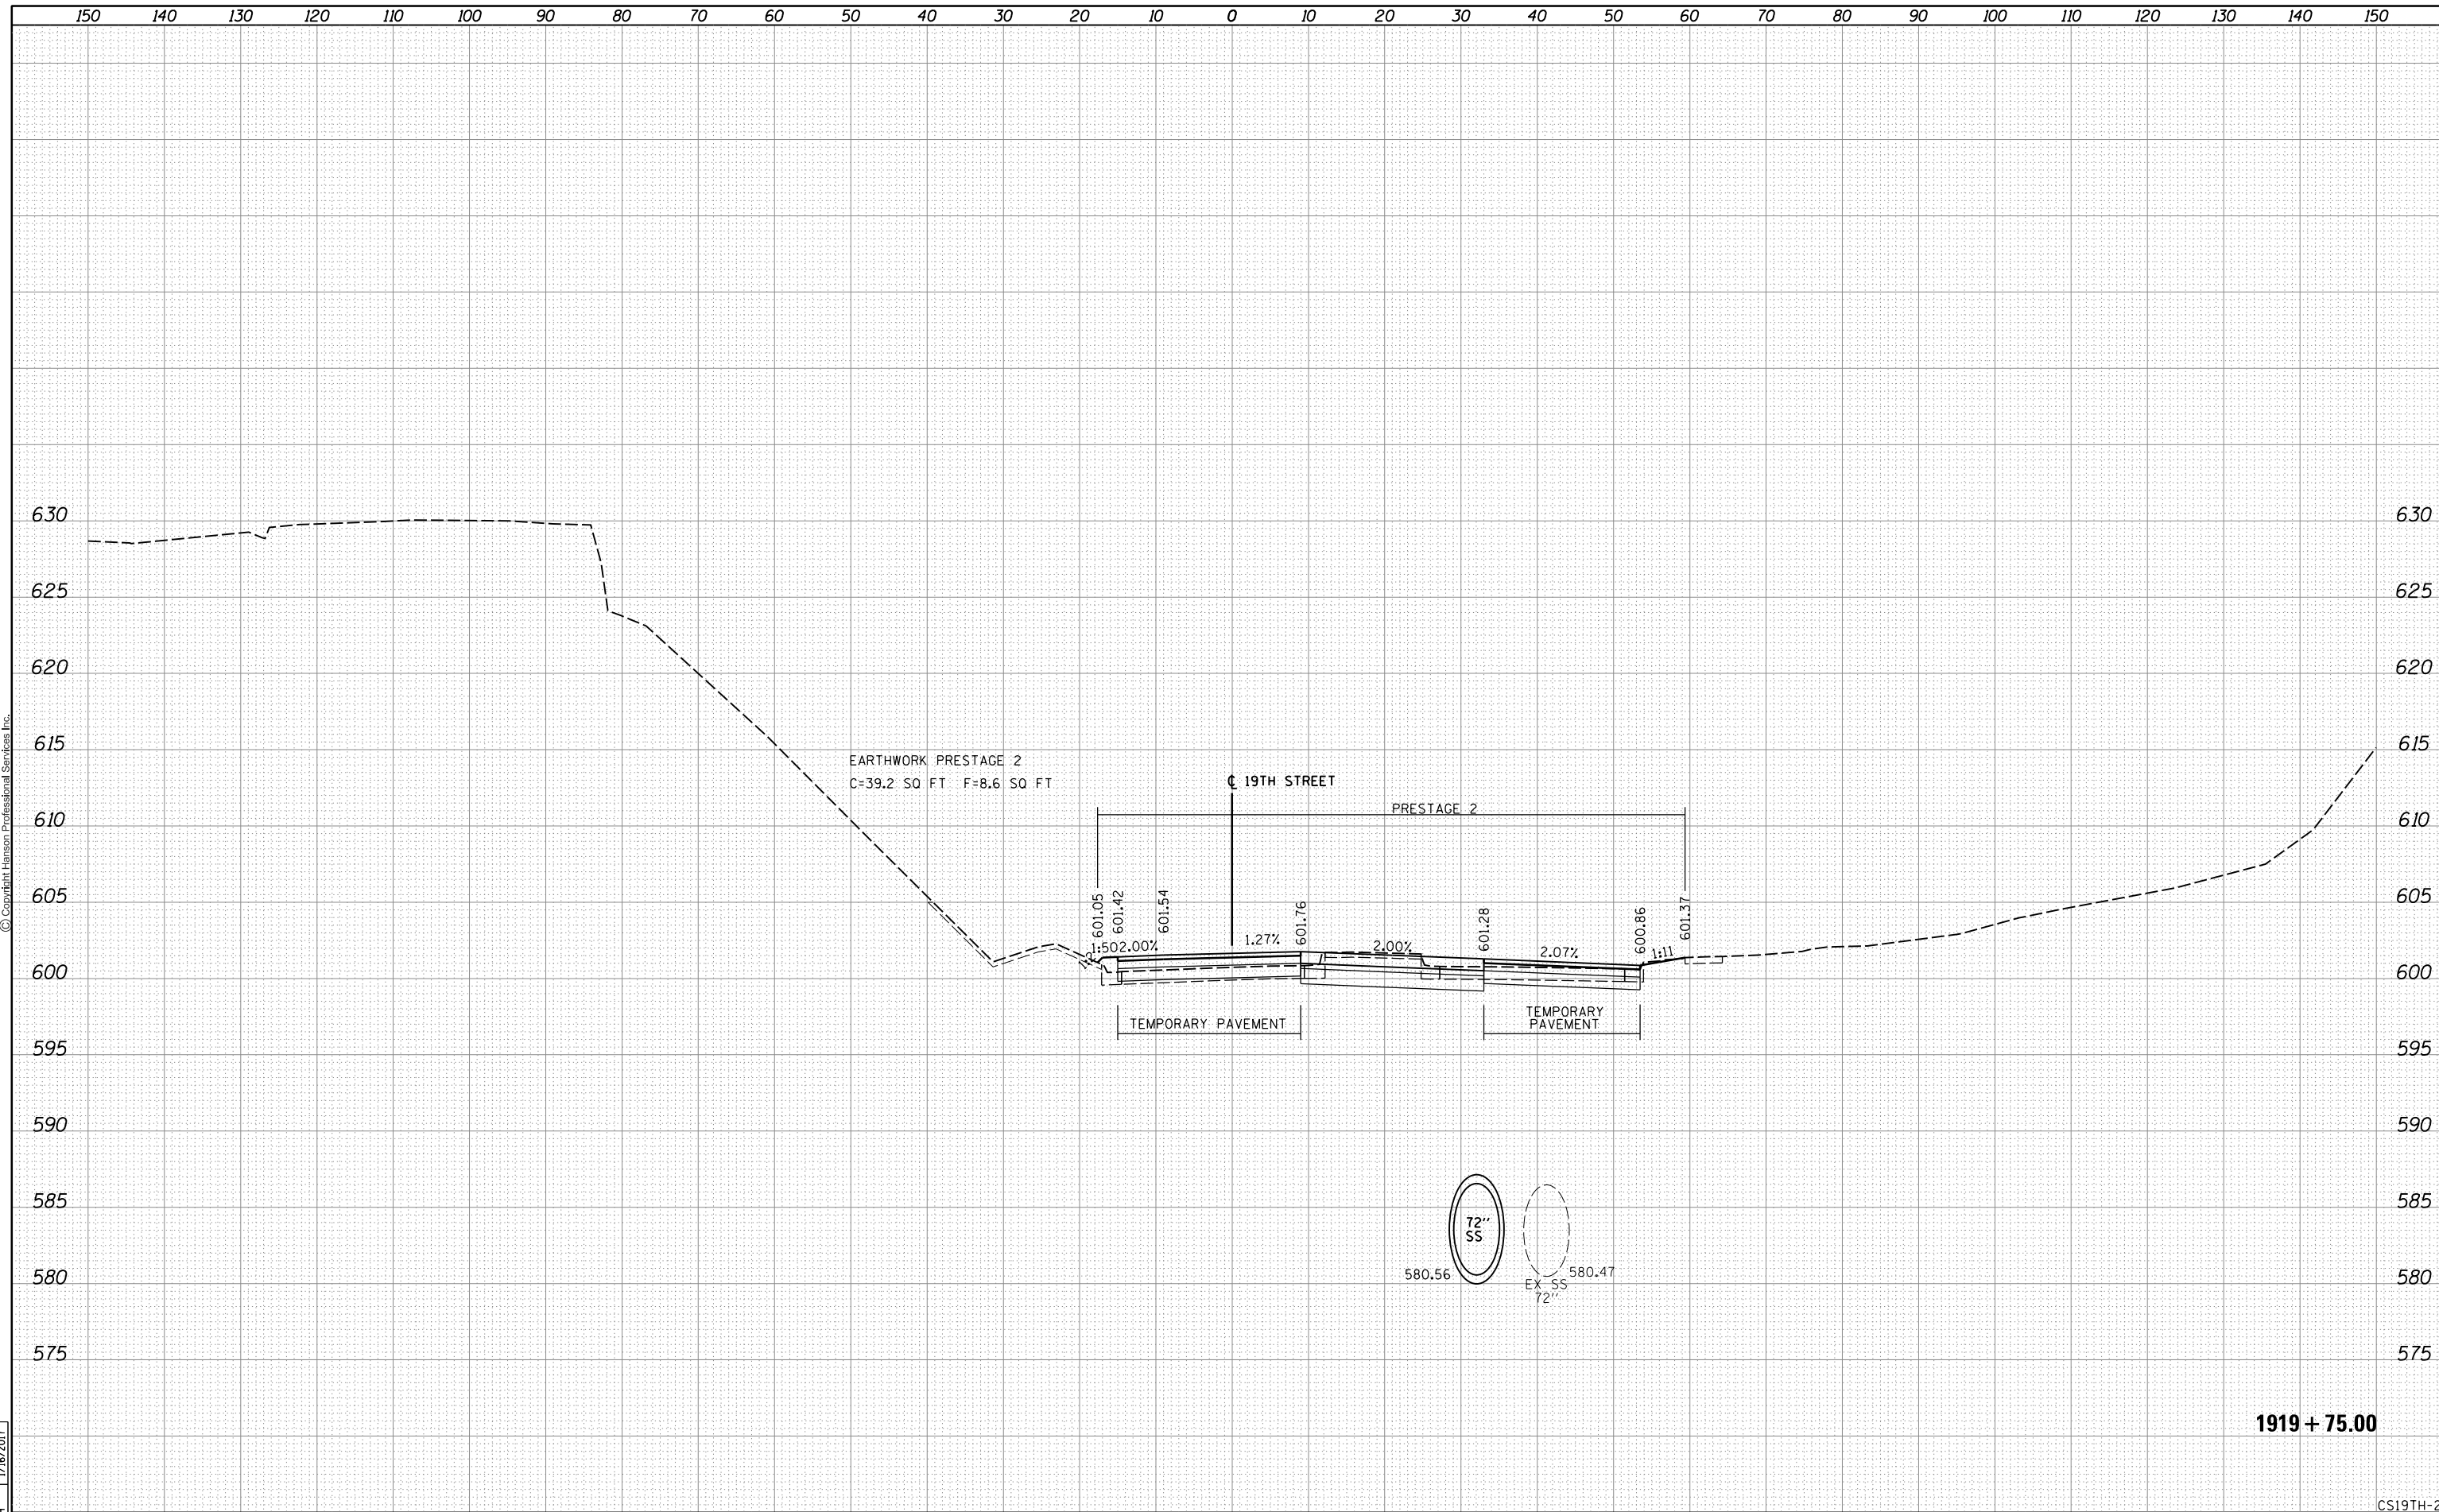 150 140 130 120 110 100 90 80 70 60 50 40 30 20 10 0 10 20 30 40 50 60 70 80 90 100 110 120 130 140 150
630 630
625 625
620 620
615 615
EARTHWORK PRESTAGE 2
C=39.2 SQ FT F=8.6 SQ FT
℄ 19TH STREET
PRESTAGE 2
610 610
605 605
601.05 601.42 601.54 601.76 601.28 600.86 601.37
1:50 2.00% 1.27% 2.00% 2.07% 1:11
600 600
TEMPORARY PAVEMENT
TEMPORARY
PAVEMENT
595 595
590 590
585 585
72"
SS
580.56
580.47
EX SS
72"
580 580
575 575
1919+75.00
CS19TH-2
© Copyright Hanson Professional Services Inc.